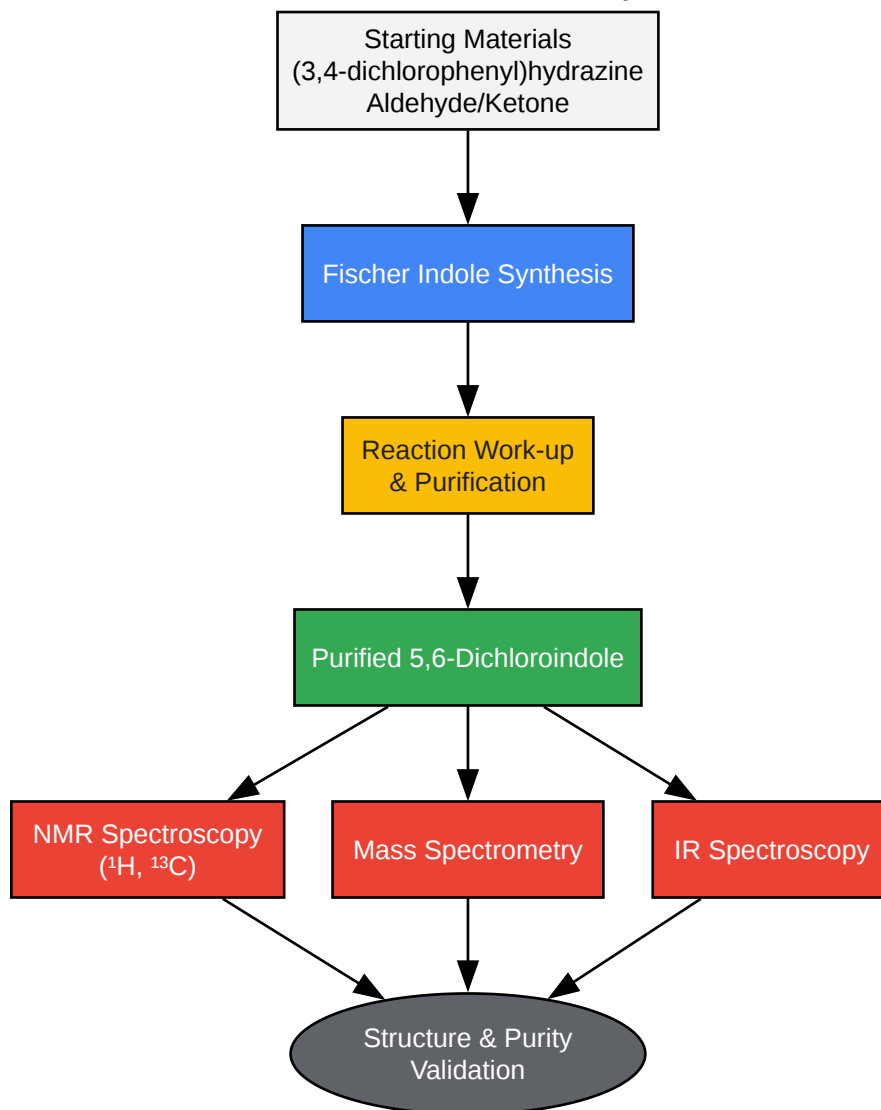 Starting Materials
(3,4-dichlorophenyl)hydrazine
Aldehyde/Ketone
Fischer Indole Synthesis
Reaction Work-up
& Purification
Purified 5,6-Dichloroindole
NMR Spectroscopy
(¹H, ¹³C)
Mass Spectrometry
IR Spectroscopy
Structure & Purity
Validation